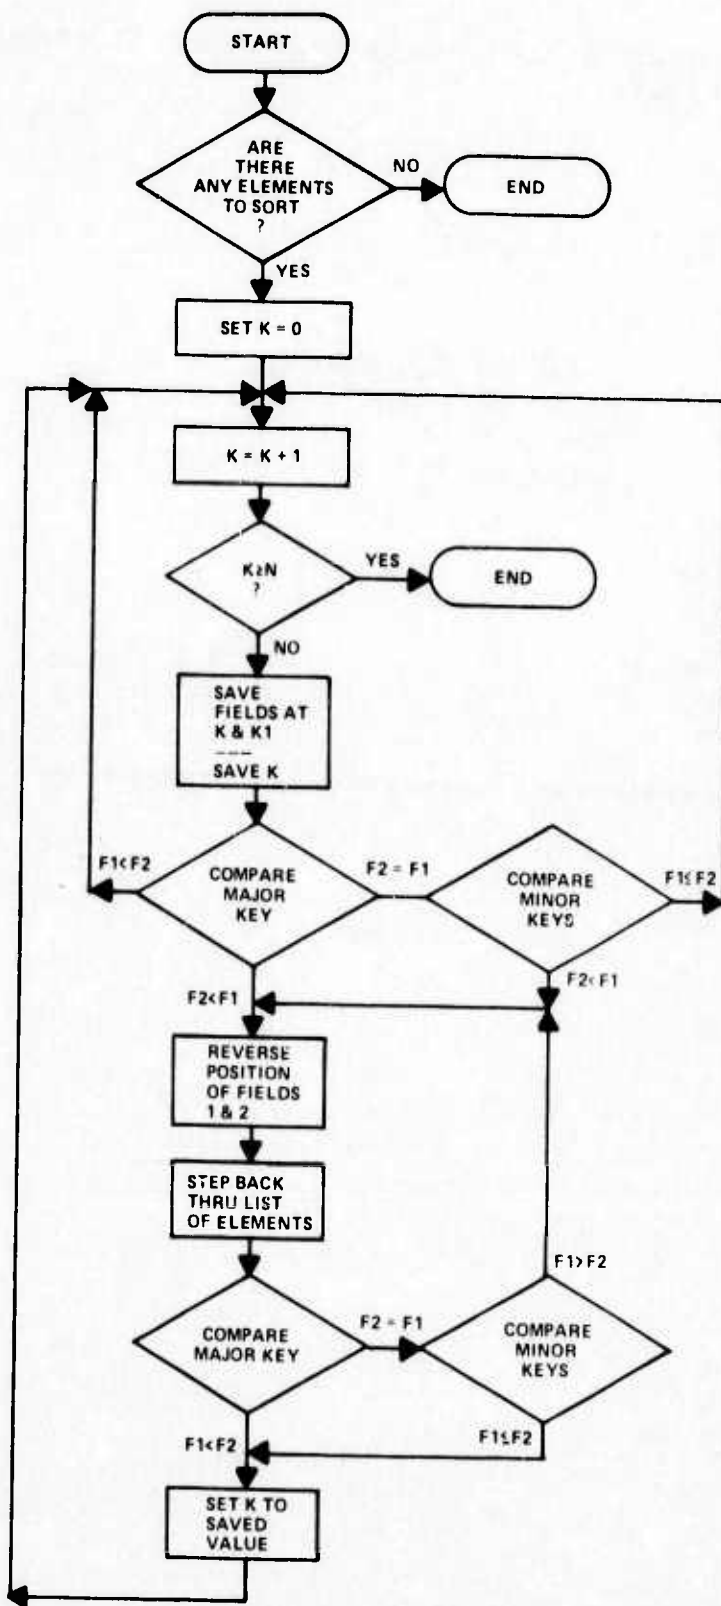 START
ARE
THERE
ANY ELEMENTS
TO SORT
?
NO
END
YES
SET K = 0
K = K + 1
K≥N
?
YES
END
NO
SAVE
FIELDS AT
K & K1
---
SAVE K
F1<F2
COMPARE
MAJOR
KEY
F2 = F1
COMPARE
MINOR
KEYS
F1≤F2
F2<F1
F2<F1
REVERSE
POSITION
OF FIELDS
1 & 2
STEP BACK
THRU LIST
OF ELEMENTS
F1>F2
COMPARE
MAJOR KEY
F2 = F1
COMPARE
MINOR
KEYS
F1<F2
F1≤F2
SET K TO
SAVED
VALUE